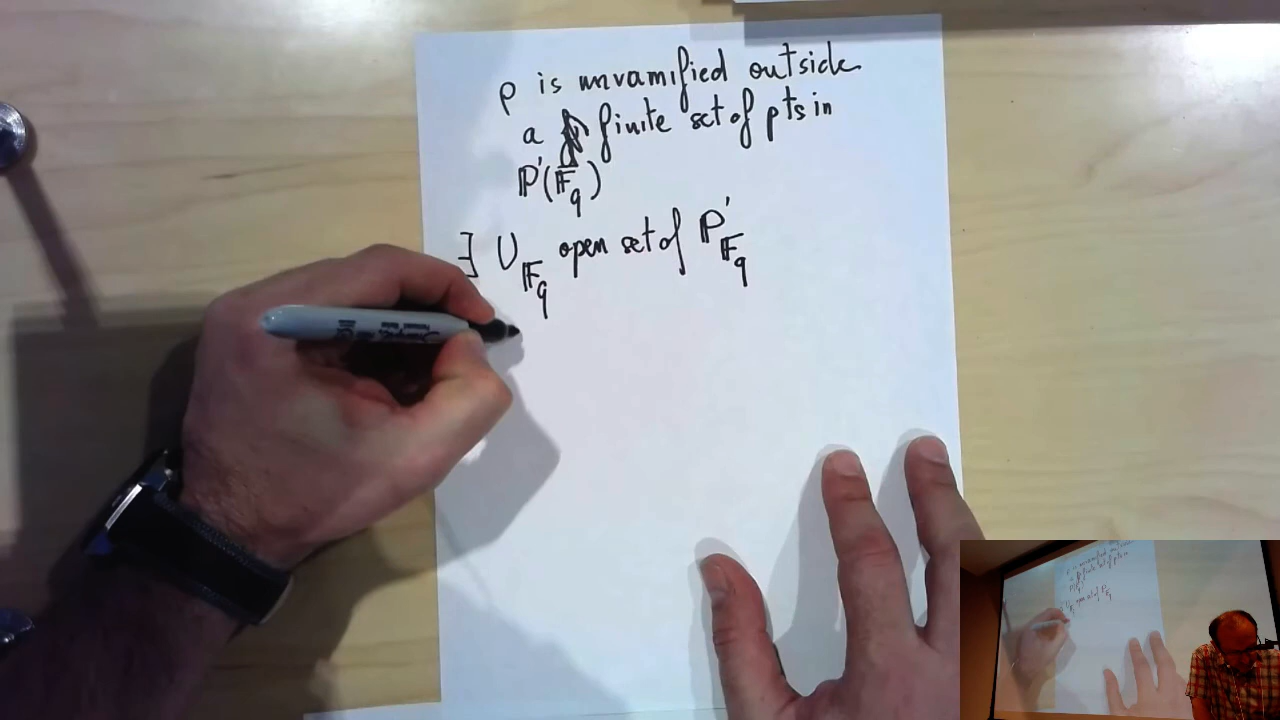 ρ is unramified outside
a finite set of pts in
ℙ¹(𝔽̄_q)
∃ U_𝔽_q open set of ℙ¹_𝔽_q